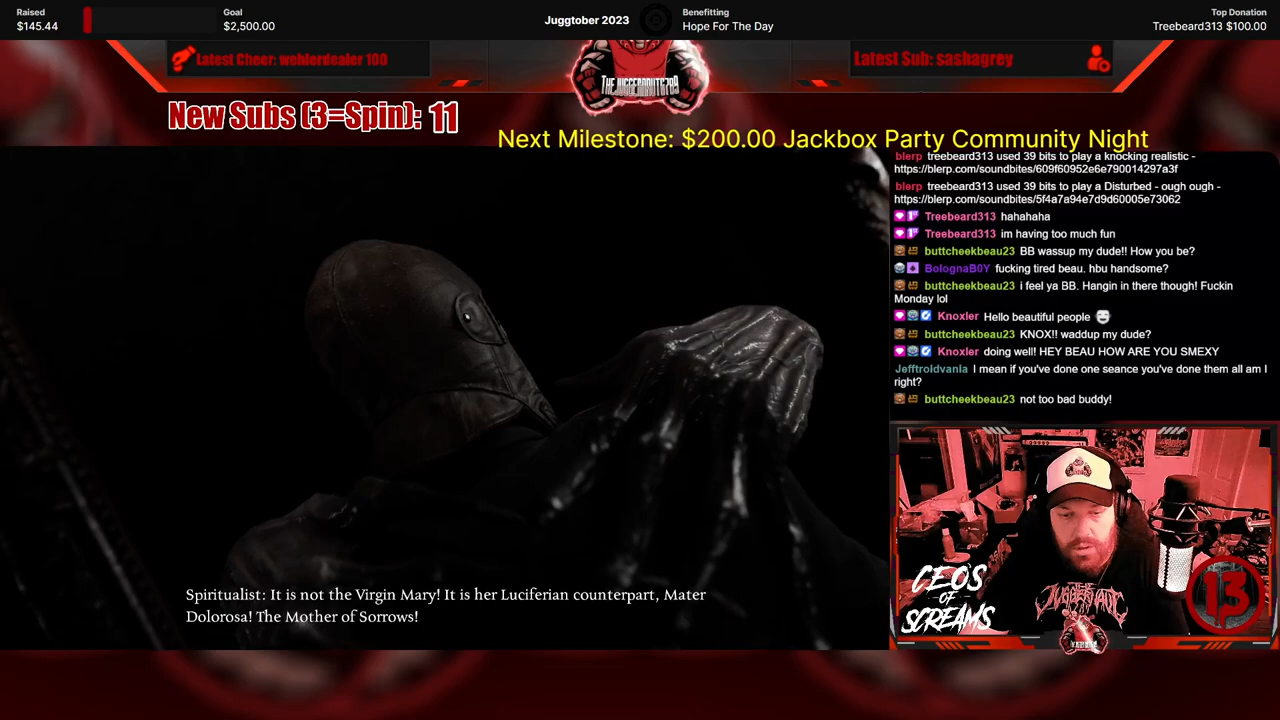 Raised
$145.44
Goal
$2,500.00
Juggtober 2023
Benefitting
Hope For The Day
Top Donation
Treebeard313 $100.00
Latest Cheer: wehlerdealer 100
THEJUGGERNAUT6789
Latest Sub: sashagrey
New Subs (3=Spin): 11
Next Milestone: $200.00 Jackbox Party Community Night
blerp treebeard313 used 39 bits to play a knocking realistic -
https://blerp.com/soundbites/609f60952e6e790014297a3f
blerp treebeard313 used 39 bits to play a Disturbed - ough ough -
https://blerp.com/soundbites/5f4a7a94e7d9d60005e73062
Treebeard313 hahahaha
Treebeard313 im having too much fun
buttcheekbeau23 BB wassup my dude!! How you be?
BolognaB0Y fucking tired beau. hbu handsome?
buttcheekbeau23 i feel ya BB. Hangin in there though! Fuckin
Monday lol
Knoxler Hello beautiful people
buttcheekbeau23 KNOX!! waddup my dude?
Knoxler doing well! HEY BEAU HOW ARE YOU SMEXY
Jefftroidvania I mean if you've done one seance you've done them all am I
right?
buttcheekbeau23 not too bad buddy!
CEOS
OF
SCREAMS
THE
JUGGERNAUT
13
Spiritualist: It is not the Virgin Mary! It is her Luciferian counterpart, Mater
Dolorosa! The Mother of Sorrows!